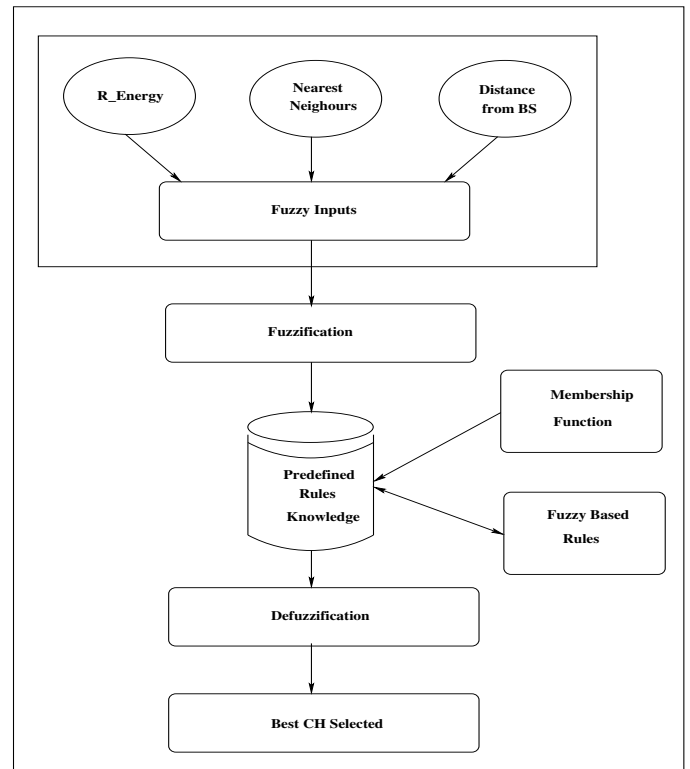 R_Energy
Nearest
Neighours
Distance
from BS
Fuzzy Inputs
Fuzzification
Membership
Function
Predefined
Rules
Knowledge
Fuzzy Based
Rules
Defuzzification
Best CH Selected